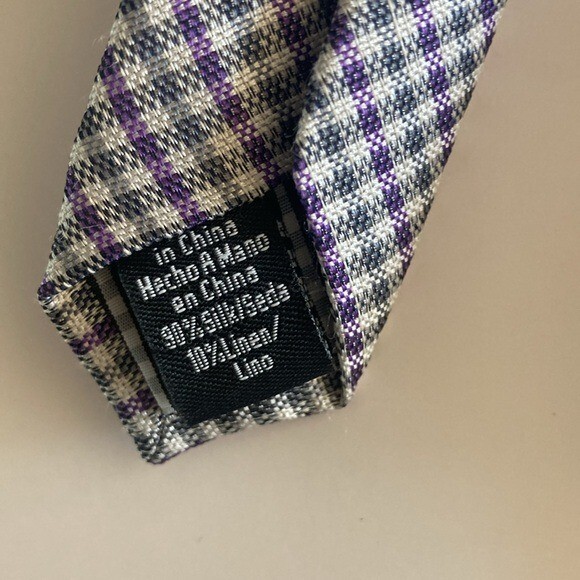 in China
Hecho A Mano
en China
90% Silk/Seda
10% Linen/
Lino